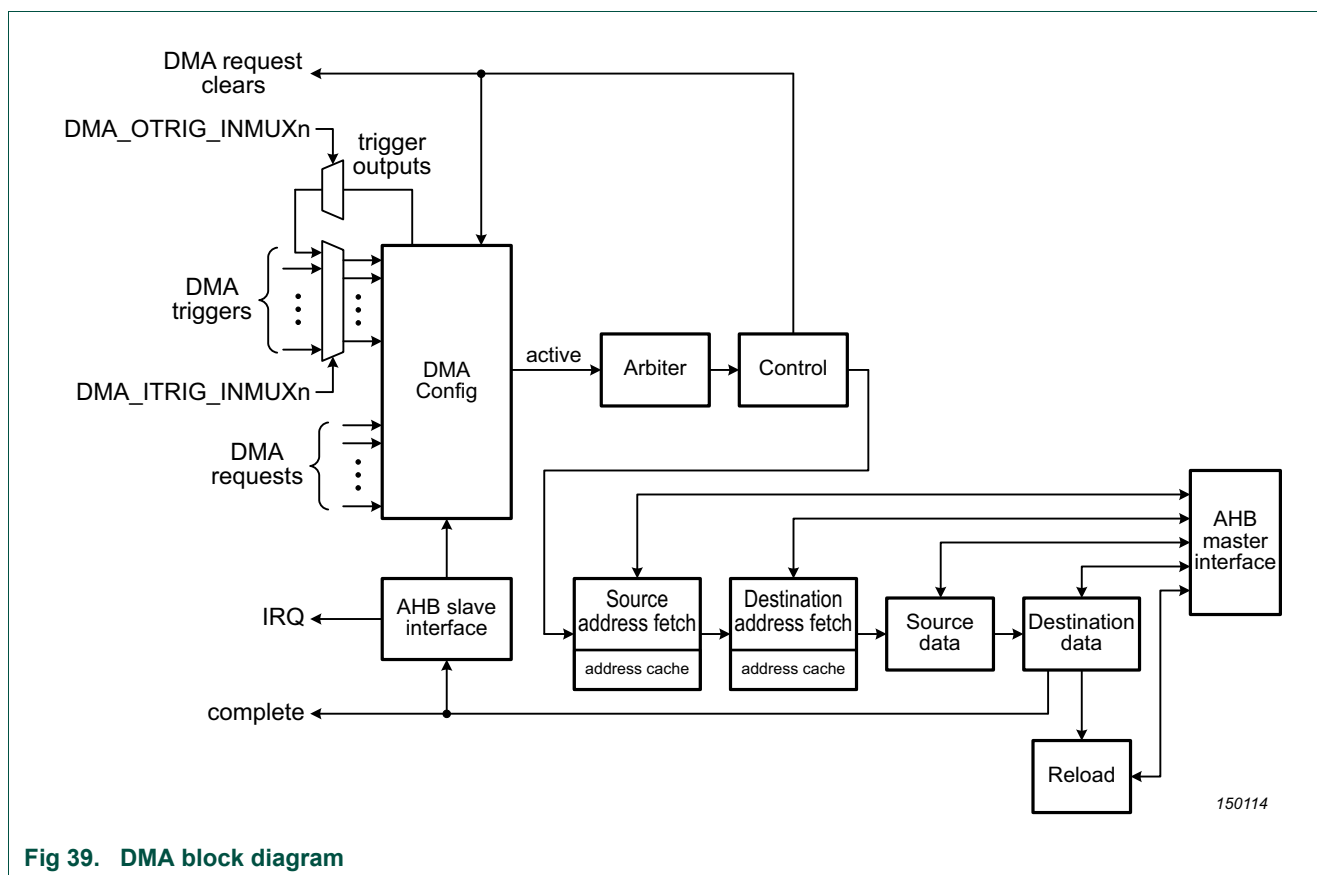 DMA request
clears
DMA_OTRIG_INMUXn
trigger
outputs
DMA
triggers
DMA_ITRIG_INMUXn
DMA
requests
DMA
Config
active
Arbiter
Control
AHB
master
interface
IRQ
AHB slave
interface
Source
address fetch
address cache
Destination
address fetch
address cache
Source
data
Destination
data
complete
Reload
150114
Fig 39. DMA block diagram